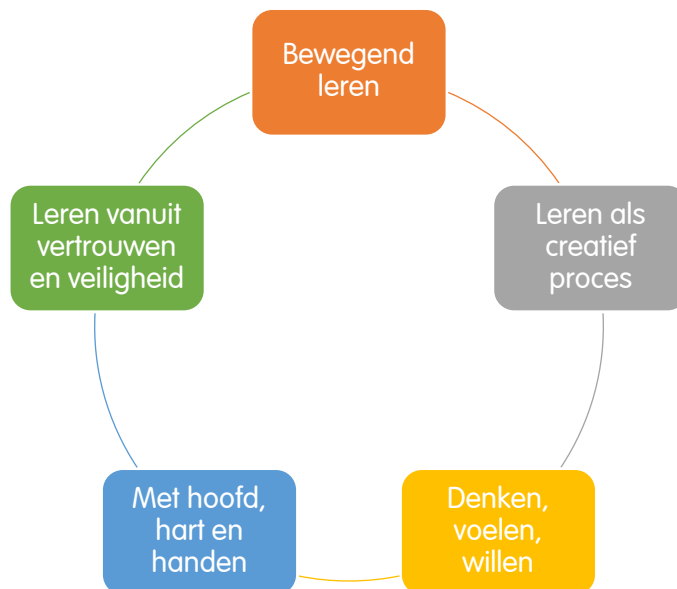 Bewegend
leren
Leren als
creatief
proces
Denken,
voelen,
willen
Met hoofd,
hart en
handen
Leren vanuit
vertrouwen
en veiligheid